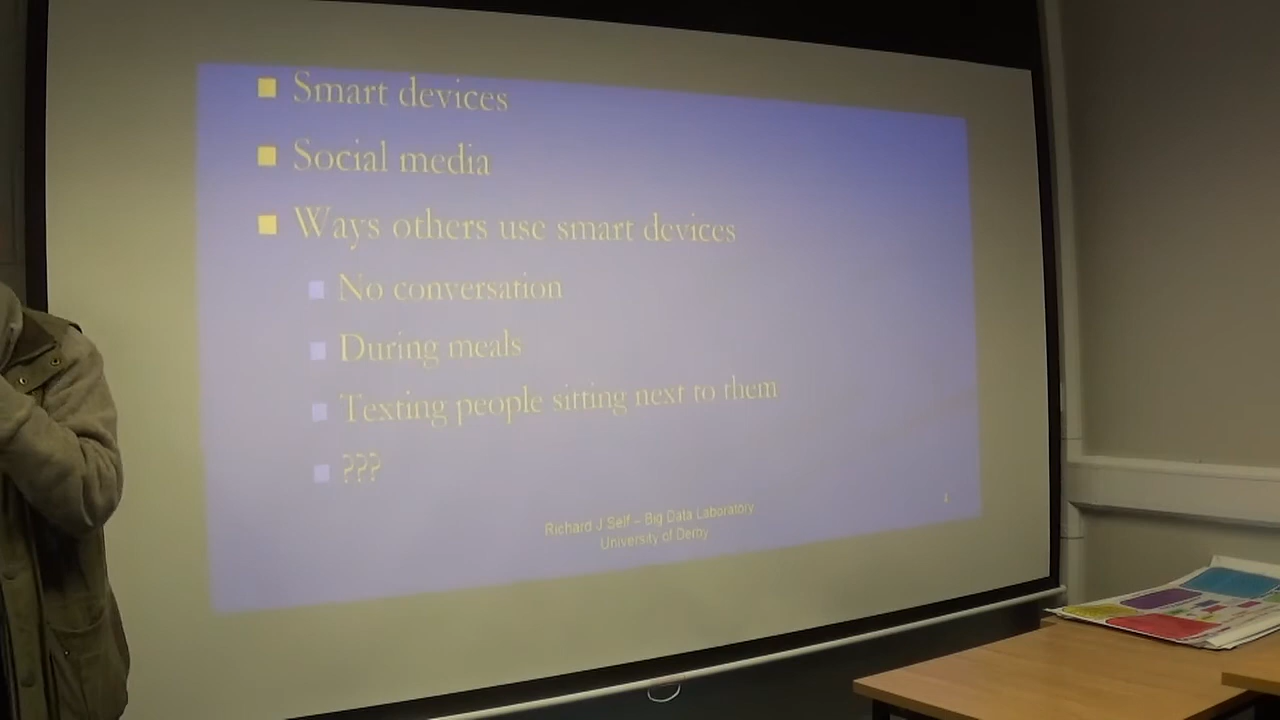 Smart devices
Social media
Ways others use smart devices
No conversation
During meals
Texting people sitting next to them
???
Richard J Self – Big Data Laboratory
University of Derby